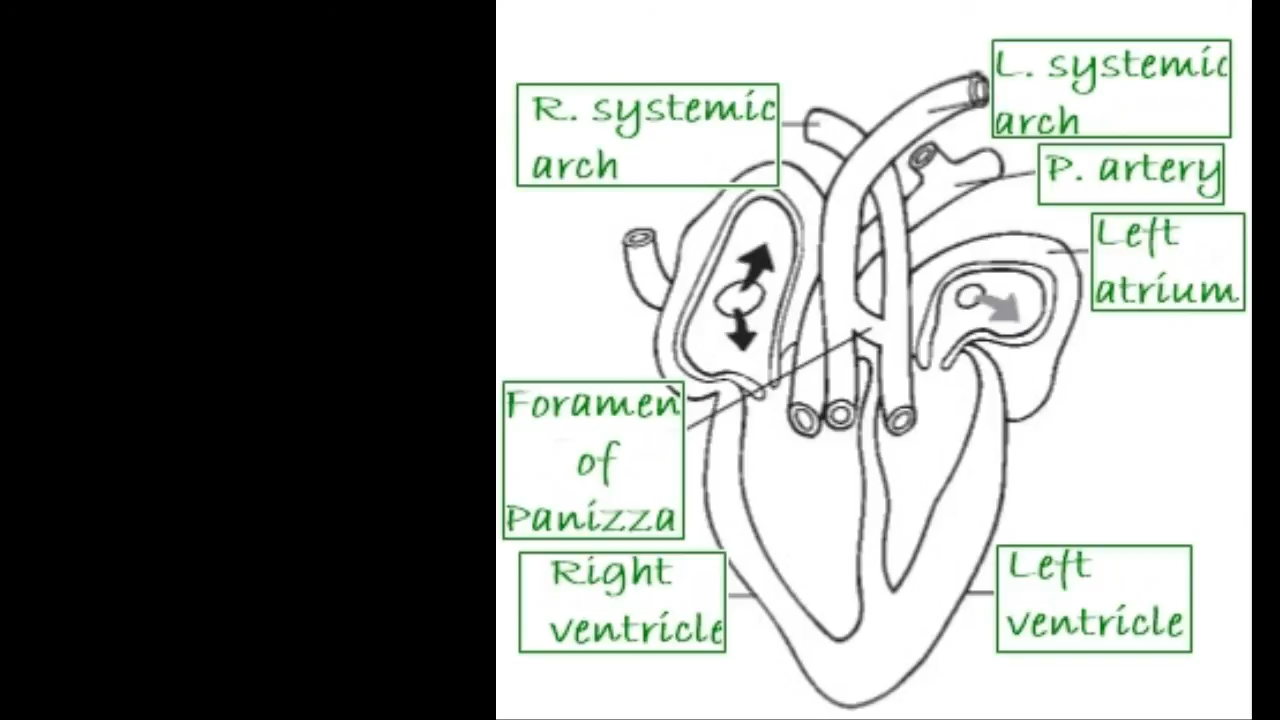 R. systemic
arch
L. systemic
arch
P. artery
Left
atrium
Foramen
of
Panizza
Right
ventricle
Left
ventricle